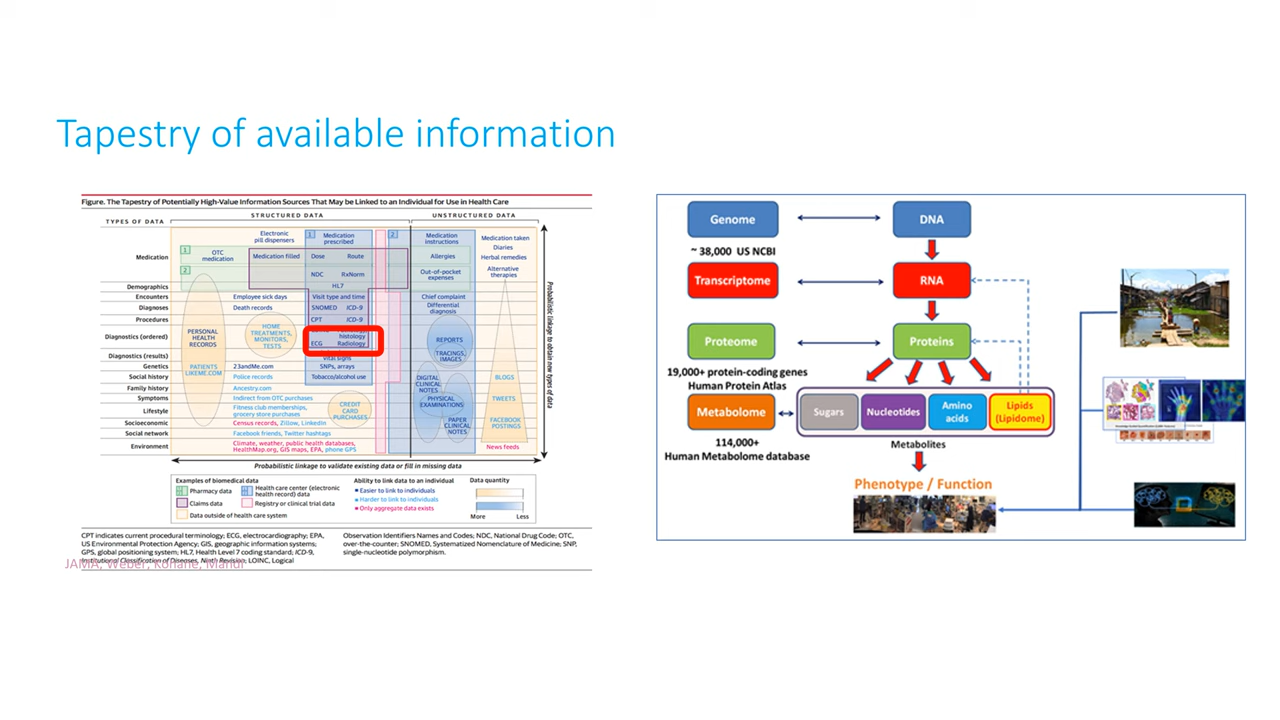 Tapestry of available information
Figure. The Tapestry of Potentially High-Value Information Sources That May be Linked to an Individual for Use in Health Care
TYPES OF DATA
STRUCTURED DATA
UNSTRUCTURED DATA
Medication
1
OTC medication
2
Electronic pill dispensers
Medication filled
1
Medication prescribed
Dose Route
NDC RxNorm
HL7
2
Medication instructions
Allergies
Out-of-pocket expenses
Medication taken
Diaries
Herbal remedies
Alternative therapies
Demographics
Encounters
Employee sick days
Visit type and time
Chief complaint
Diagnoses
Death records
SNOMED ICD-9
Differential diagnosis
Procedures
CPT ICD-9
Diagnostics (ordered)
PERSONAL HEALTH RECORDS
HOME TREATMENTS, MONITORS, TESTS
histology
ECG Radiology
REPORTS
TRACINGS, IMAGES
Diagnostics (results)
vital signs
Genetics
PATIENTS LIKEME.COM
23andMe.com
SNPs, arrays
Social history
Police records
Tobacco/alcohol use
DIGITAL CLINICAL NOTES
BLOGS
Family history
Ancestry.com
Symptoms
Indirect from OTC purchases
PHYSICAL EXAMINATIONS
TWEETS
Lifestyle
Fitness club memberships, grocery store purchases
CREDIT CARD PURCHASES
PAPER CLINICAL NOTES
FACEBOOK POSTINGS
Socioeconomic
Census records, Zillow, LinkedIn
Social network
Facebook friends, Twitter hashtags
Environment
Climate, weather, public health databases,
HealthMap.org, GIS maps, EPA, phone GPS
News feeds
Probabilistic linkage to obtain new types of data
Probabilistic linkage to validate existing data or fill in missing data
Examples of biomedical data
Pharmacy data
Health care center (electronic health record) data
Claims data
Registry or clinical trial data
Data outside of health care system
Ability to link data to an individual
Easier to link to individuals
Harder to link to individuals
Only aggregate data exists
Data quantity
More Less
CPT indicates current procedural terminology; ECG, electrocardiography; EPA,
US Environmental Protection Agency; GIS, geographic information systems;
GPS, global positioning system; HL7, Health Level 7 coding standard; ICD-9,
International Classification of Diseases, Ninth Revision; LOINC, Logical
Observation Identifiers Names and Codes; NDC, National Drug Code; OTC,
over-the-counter; SNOMED, Systematized Nomenclature of Medicine; SNP,
single-nucleotide polymorphism.
JAMA, Weber, Kohane, Mandl
Genome
DNA
~ 38,000 US NCBI
Transcriptome
RNA
Proteome
Proteins
19,000+ protein-coding genes
Human Protein Atlas
Metabolome
Sugars
Nucleotides
Amino acids
Lipids (Lipidome)
Metabolites
114,000+
Human Metabolome database
Phenotype / Function